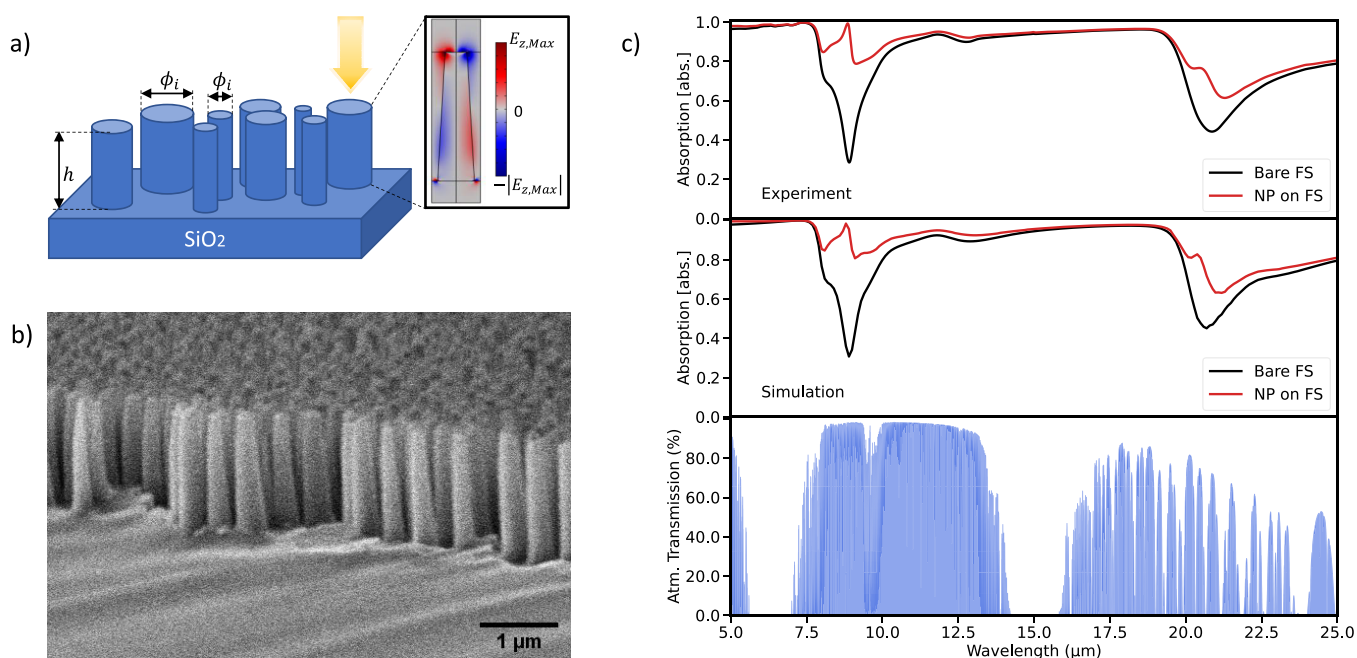 a)
ϕᵢ
ϕᵢ
h
SiO₂
E_z,Max
0
−|E_z,Max|
b)
1 µm
c)
1.0
0.8
0.6
0.4
0.2
0.0
Absorption [abs.]
Experiment
Bare FS
NP on FS
0.8
0.6
0.4
0.2
0.0
Absorption [abs.]
Simulation
Bare FS
NP on FS
80.0
60.0
40.0
20.0
0.0
Atm. Transmission (%)
5.0 7.5 10.0 12.5 15.0 17.5 20.0 22.5 25.0
Wavelength (µm)